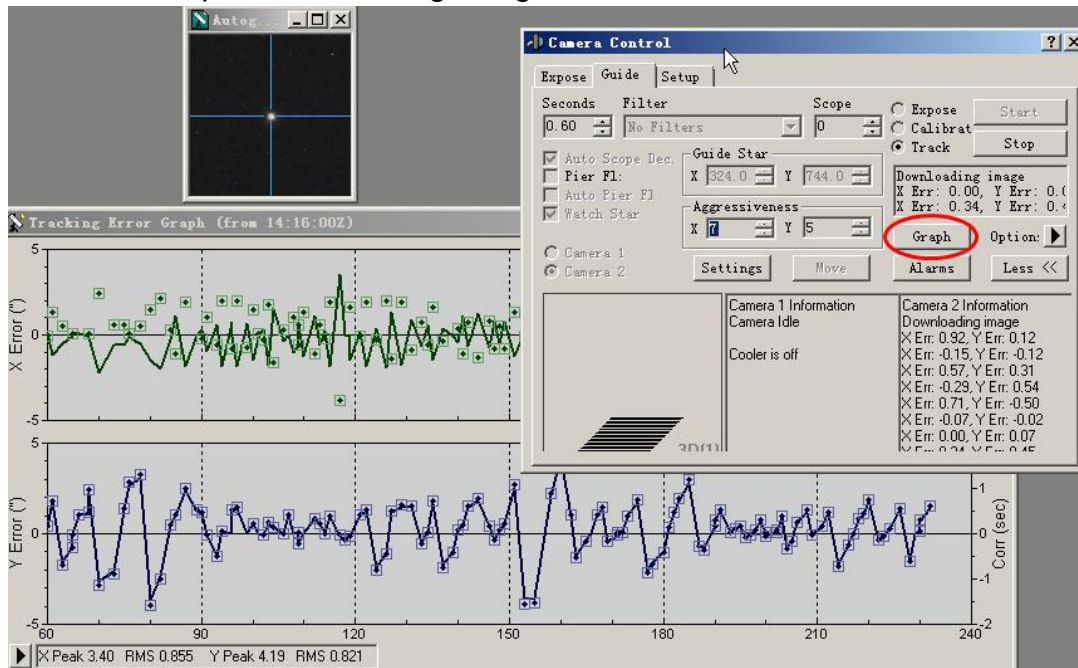 Autog...
Camera Control
Expose Guide Setup
Seconds Filter Scope
0.60 No Filters 0
Expose Start
Calibrat
Track Stop
Auto Scope Dec.
Pier Fl:
Auto Pier Fl
Watch Star
Guide Star
X 324.0 Y 744.0
Aggressiveness
X 7 Y 5
Downloading image
X Err: 0.00, Y Err: 0.0
X Err: 0.34, Y Err: 0.
Graph Option:
Camera 1
Camera 2
Settings Move Alarms Less <<
Camera 1 Information
Camera Idle
Cooler is off
Camera 2 Information
Downloading image
X Err: 0.92, Y Err: 0.12
X Err: -0.15, Y Err: -0.12
X Err: 0.57, Y Err: 0.31
X Err: -0.29, Y Err: 0.54
X Err: 0.71, Y Err: -0.50
X Err: -0.07, Y Err: -0.02
X Err: 0.00, Y Err: 0.07
Tracking Error Graph (from 14:16:00Z)
5
X Error (")
0
-5
5
Y Error (")
0
-5
-1
-0
-1
-2
Corr (sec)
60 90 120 150 180 210 240
X Peak 3.40 RMS 0.855 Y Peak 4.19 RMS 0.821